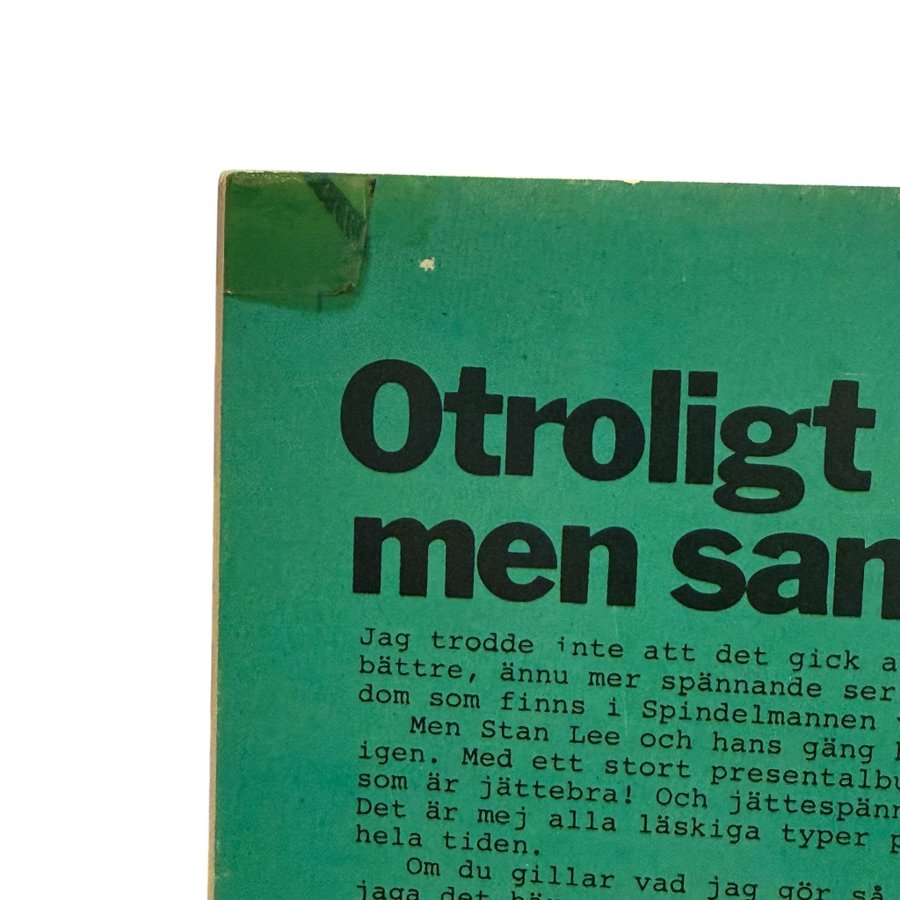 Otroligt
men san
Jag trodde inte att det gick a
bättre, ännu mer spännande ser
dom som finns i Spindelmannen
Men Stan Lee och hans gäng
igen. Med ett stort presentalbu
som är jättebra! Och jättespänn
Det är mej alla läskiga typer p
hela tiden.
Om du gillar vad jag gör så
jaga det